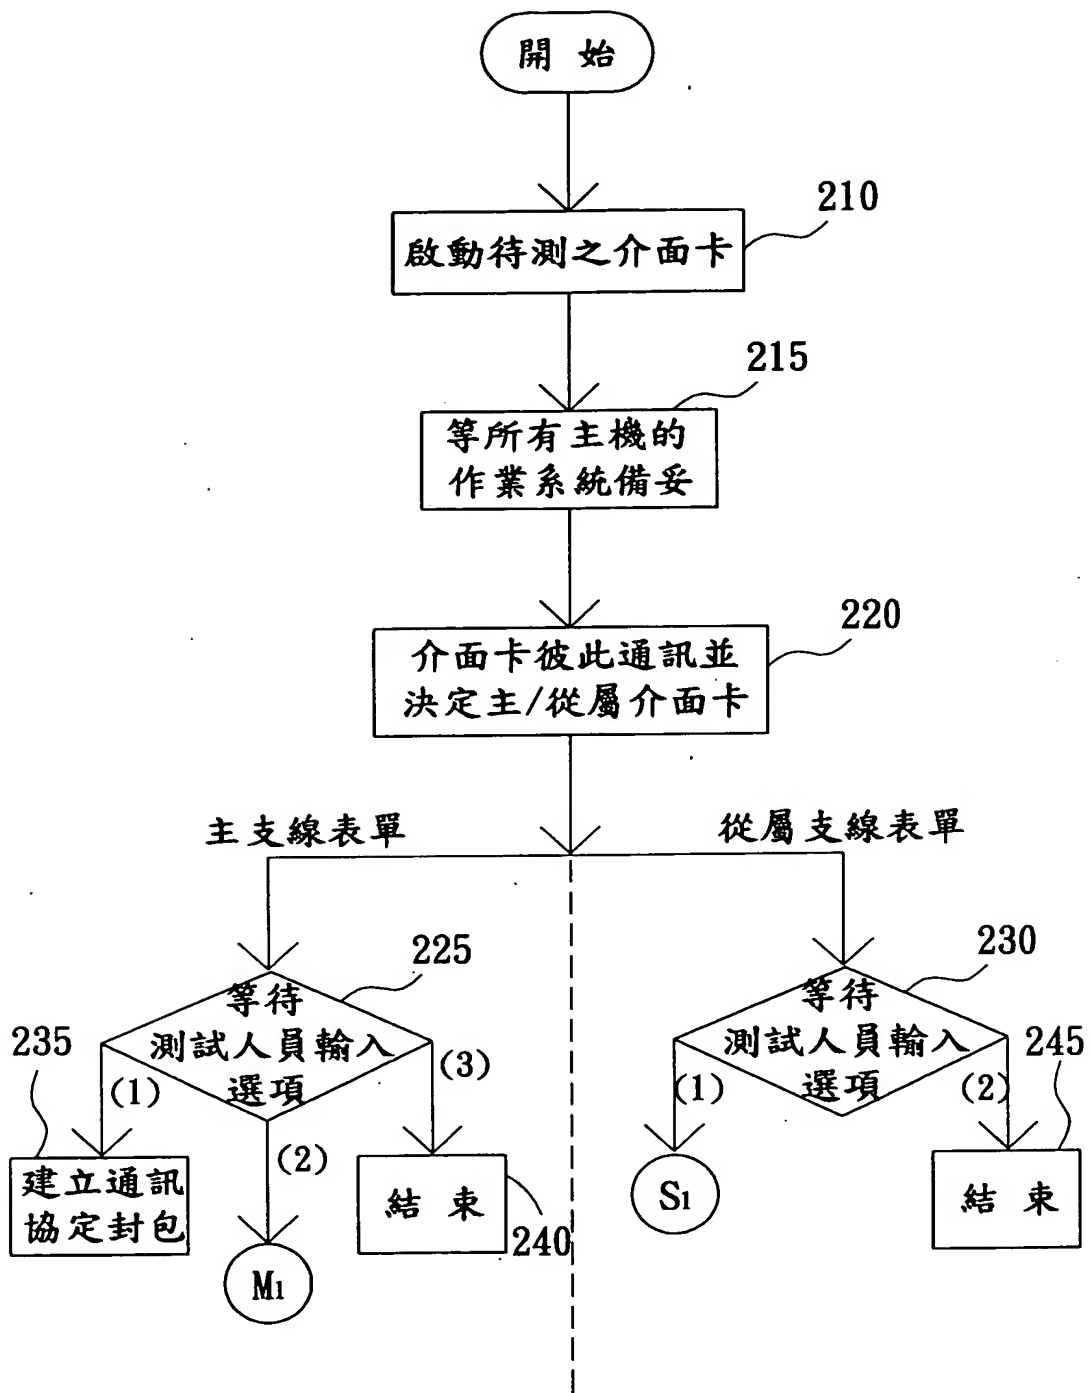 開 始
210
啟動待測之介面卡
215
等所有主機的
作業系統備妥
220
介面卡彼此通訊並
決定主/從屬介面卡
主支線表單
從屬支線表單
225
等待
測試人員輸入
選項
230
等待
測試人員輸入
選項
235
(1)
(2)
(3)
(1)
(2)
245
建立通訊
協定封包
結 束
240
M1
S1
結 束